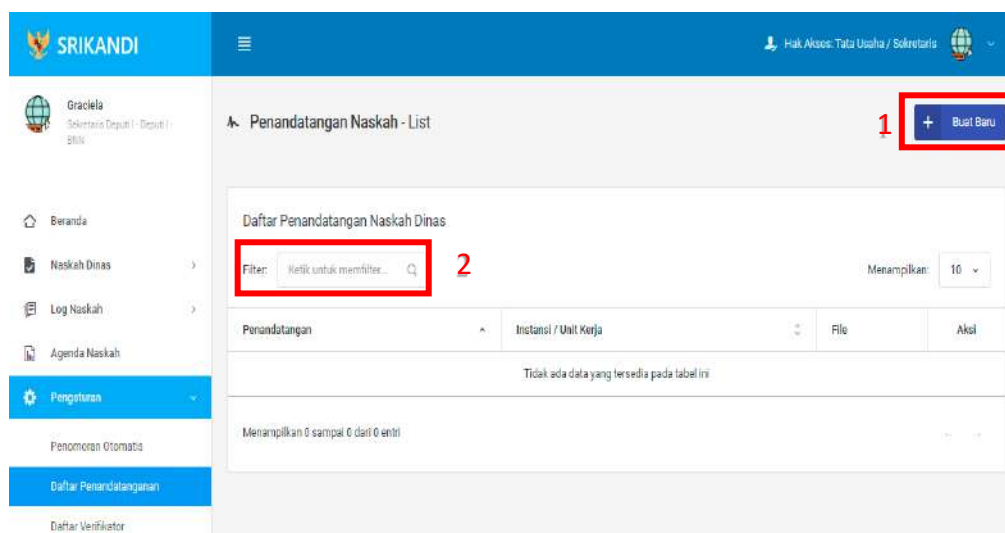 SRIKANDI
Hak Akses: Tata Usaha / Sekretaris
Graciela
Sekretaris Deputi I - Deputi I -
BNN
Penandatangan Naskah - List
1
+ Buat Baru
Beranda
Naskah Dinas
Log Naskah
Agenda Naskah
Pengaturan
Penomoran Otomatis
Daftar Penandatanganan
Daftar Verifikator
Daftar Penandatangan Naskah Dinas
Filter: Ketik untuk memfilter...
2
Menampilkan: 10
Penandatangan Instansi / Unit Kerja File Aksi
Tidak ada data yang tersedia pada tabel ini
Menampilkan 0 sampai 0 dari 0 entri